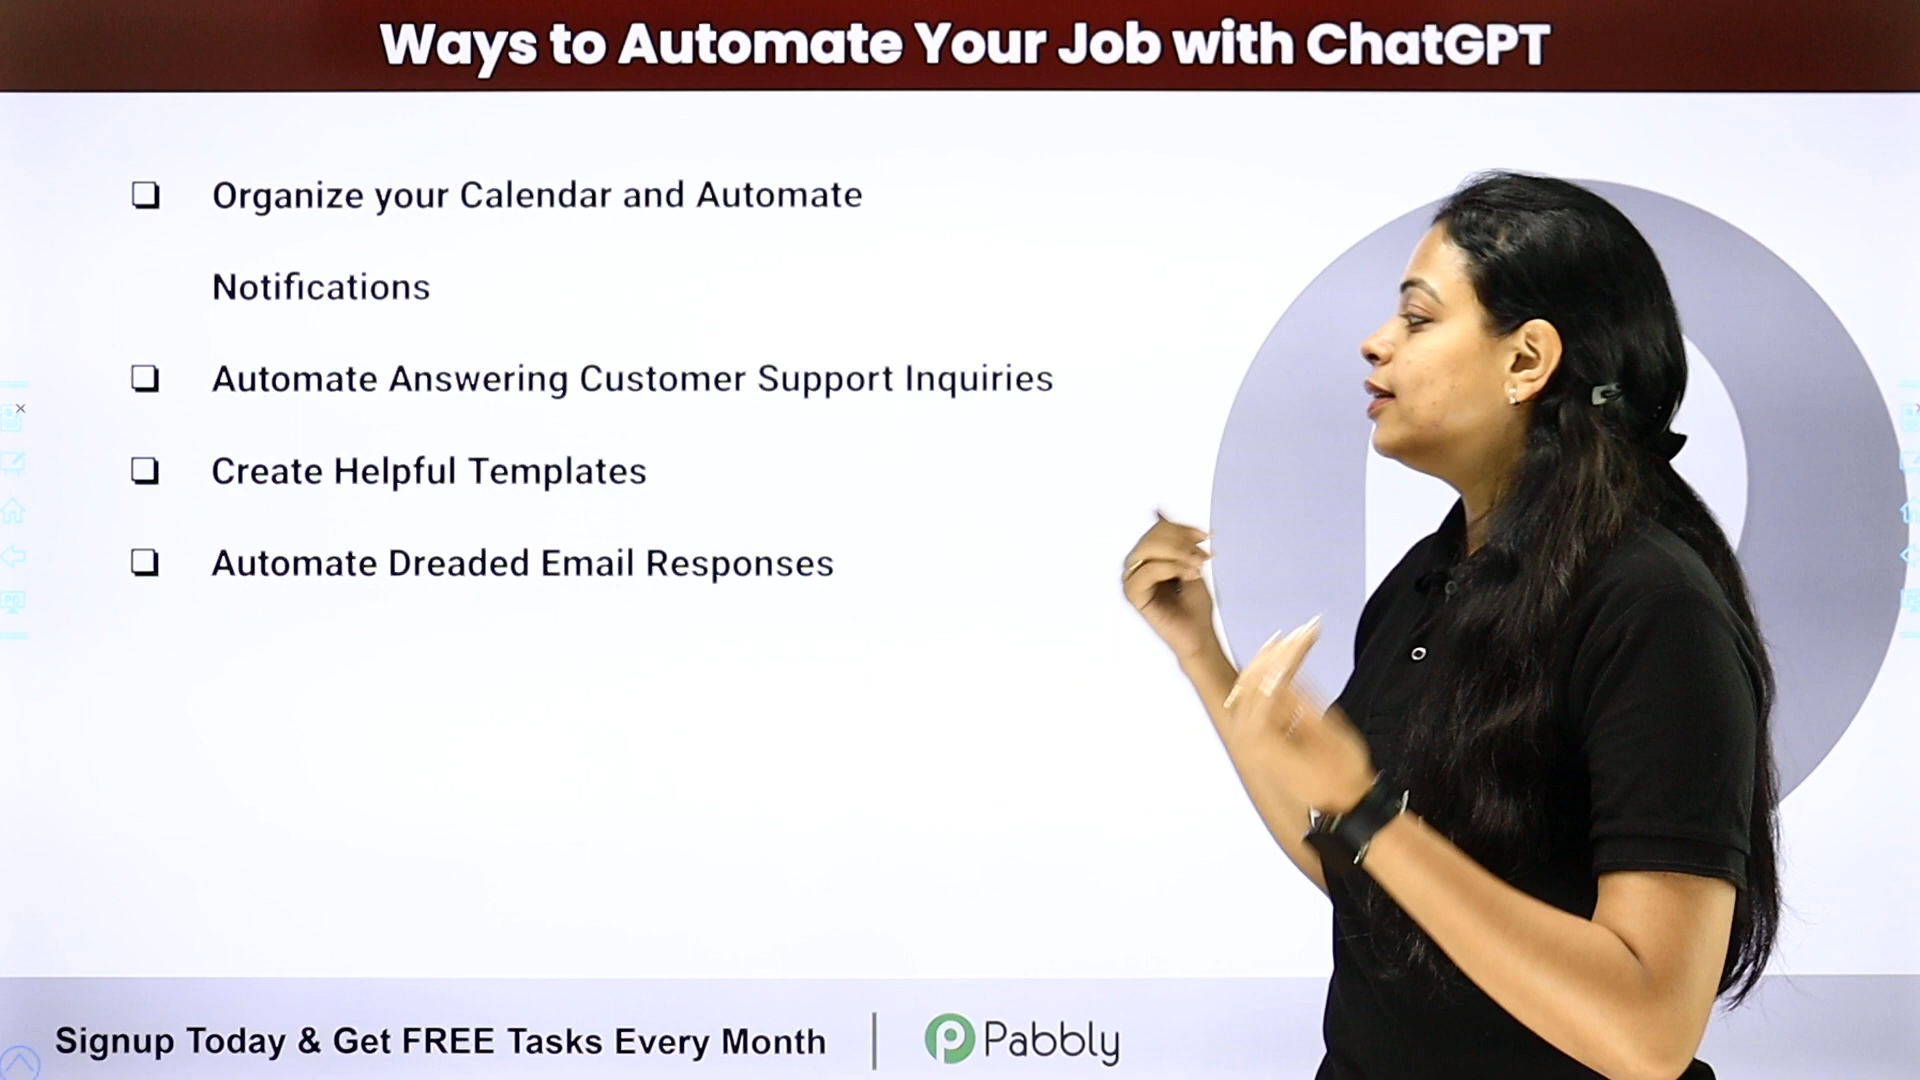 Ways to Automate Your Job with ChatGPT
Organize your Calendar and Automate
Notifications
Automate Answering Customer Support Inquiries
Create Helpful Templates
Automate Dreaded Email Responses
Signup Today & Get FREE Tasks Every Month
Pabbly